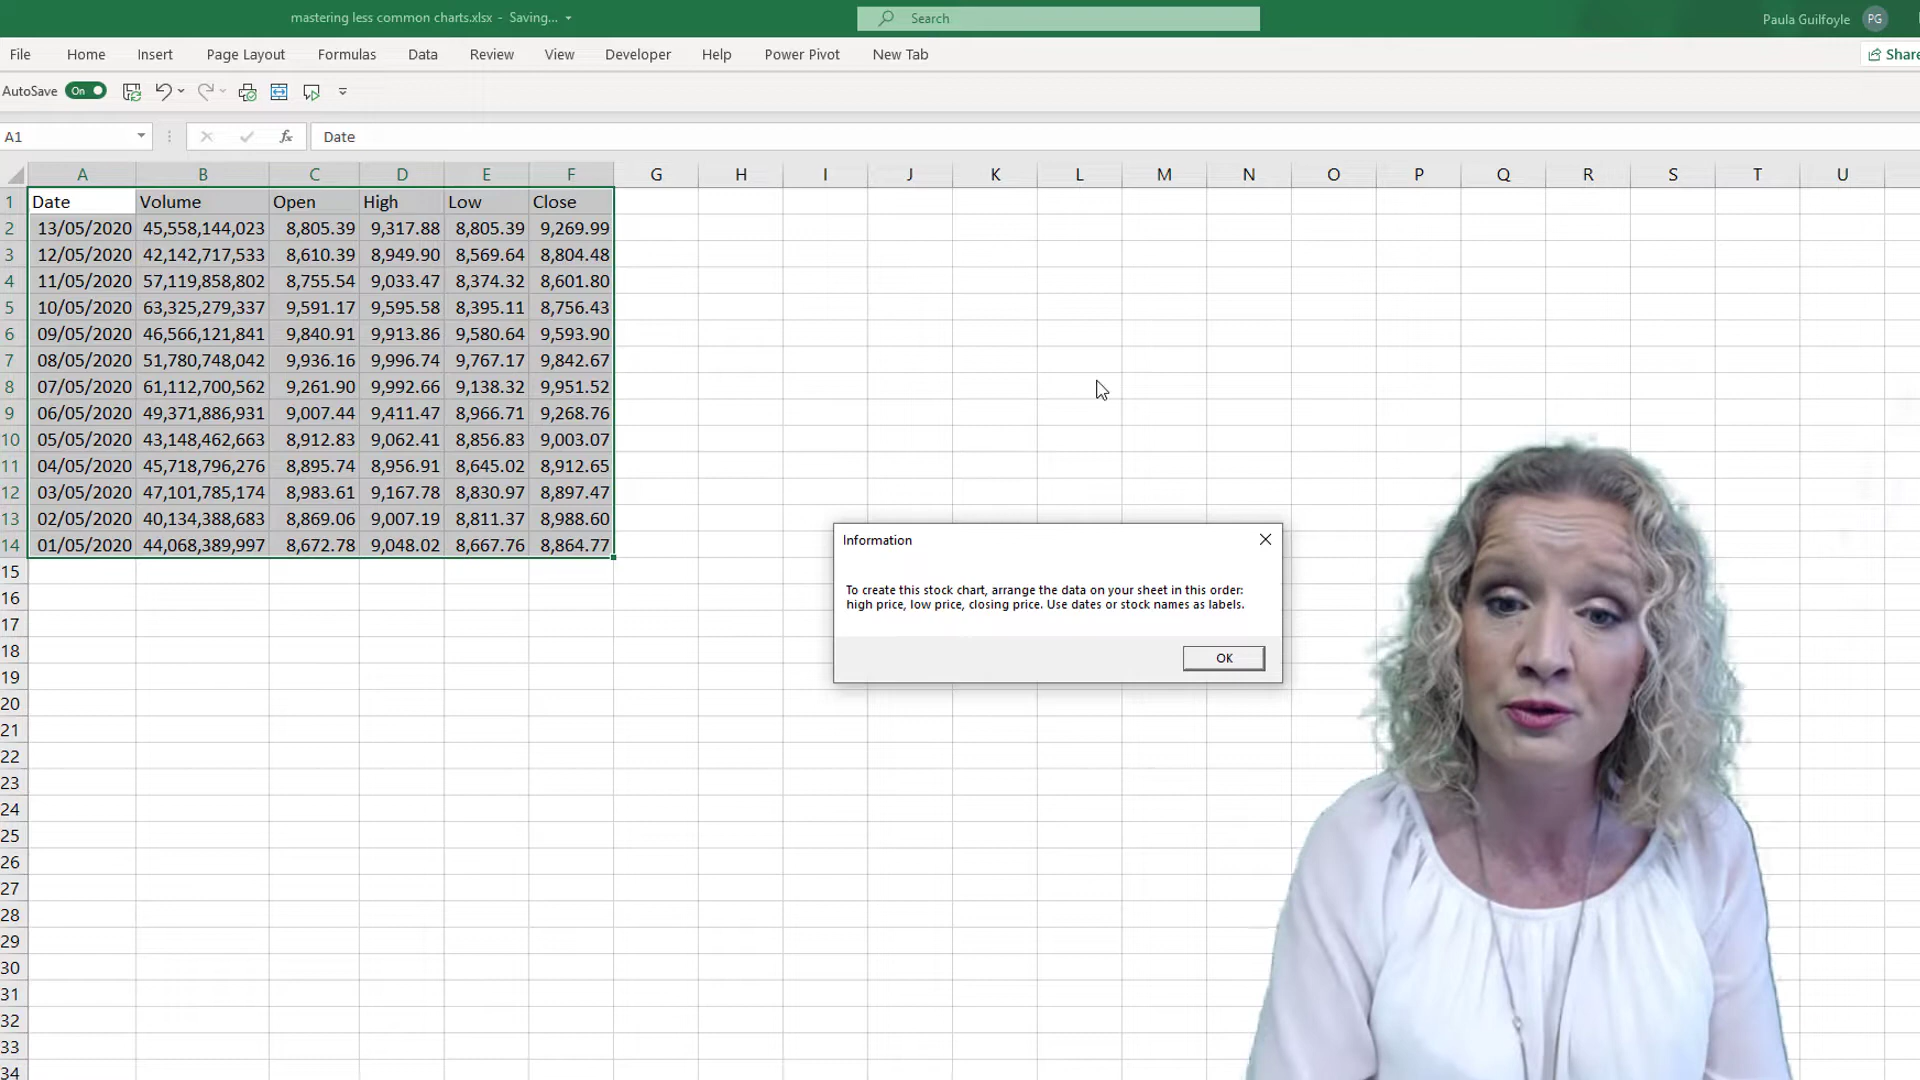 mastering less common charts.xlsx - Saving...
Search
Paula Guilfoyle PG
File Home Insert Page Layout Formulas Data Review View Developer Help Power Pivot New Tab Share
AutoSave On
A1 fx Date
A B C D E F G H I J K L M N O P Q R S T U
1 Date Volume Open High Low Close
2 13/05/2020 45,558,144,023 8,805.39 9,317.88 8,805.39 9,269.99
3 12/05/2020 42,142,717,533 8,610.39 8,949.90 8,569.64 8,804.48
4 11/05/2020 57,119,858,802 8,755.54 9,033.47 8,374.32 8,601.80
5 10/05/2020 63,325,279,337 9,591.17 9,595.58 8,395.11 8,756.43
6 09/05/2020 46,566,121,841 9,840.91 9,913.86 9,580.64 9,593.90
7 08/05/2020 51,780,748,042 9,936.16 9,996.74 9,767.17 9,842.67
8 07/05/2020 61,112,700,562 9,261.90 9,992.66 9,138.32 9,951.52
9 06/05/2020 49,371,886,931 9,007.44 9,411.47 8,966.71 9,268.76
10 05/05/2020 43,148,462,663 8,912.83 9,062.41 8,856.83 9,003.07
11 04/05/2020 45,718,796,276 8,895.74 8,956.91 8,645.02 8,912.65
12 03/05/2020 47,101,785,174 8,983.61 9,167.78 8,830.97 8,897.47
13 02/05/2020 40,134,388,683 8,869.06 9,007.19 8,811.37 8,988.60
14 01/05/2020 44,068,389,997 8,672.78 9,048.02 8,667.76 8,864.77
15
16
17
18
19
20
21
22
23
24
25
26
27
28
29
30
31
32
33
34
Information
To create this stock chart, arrange the data on your sheet in this order:
high price, low price, closing price. Use dates or stock names as labels.
OK